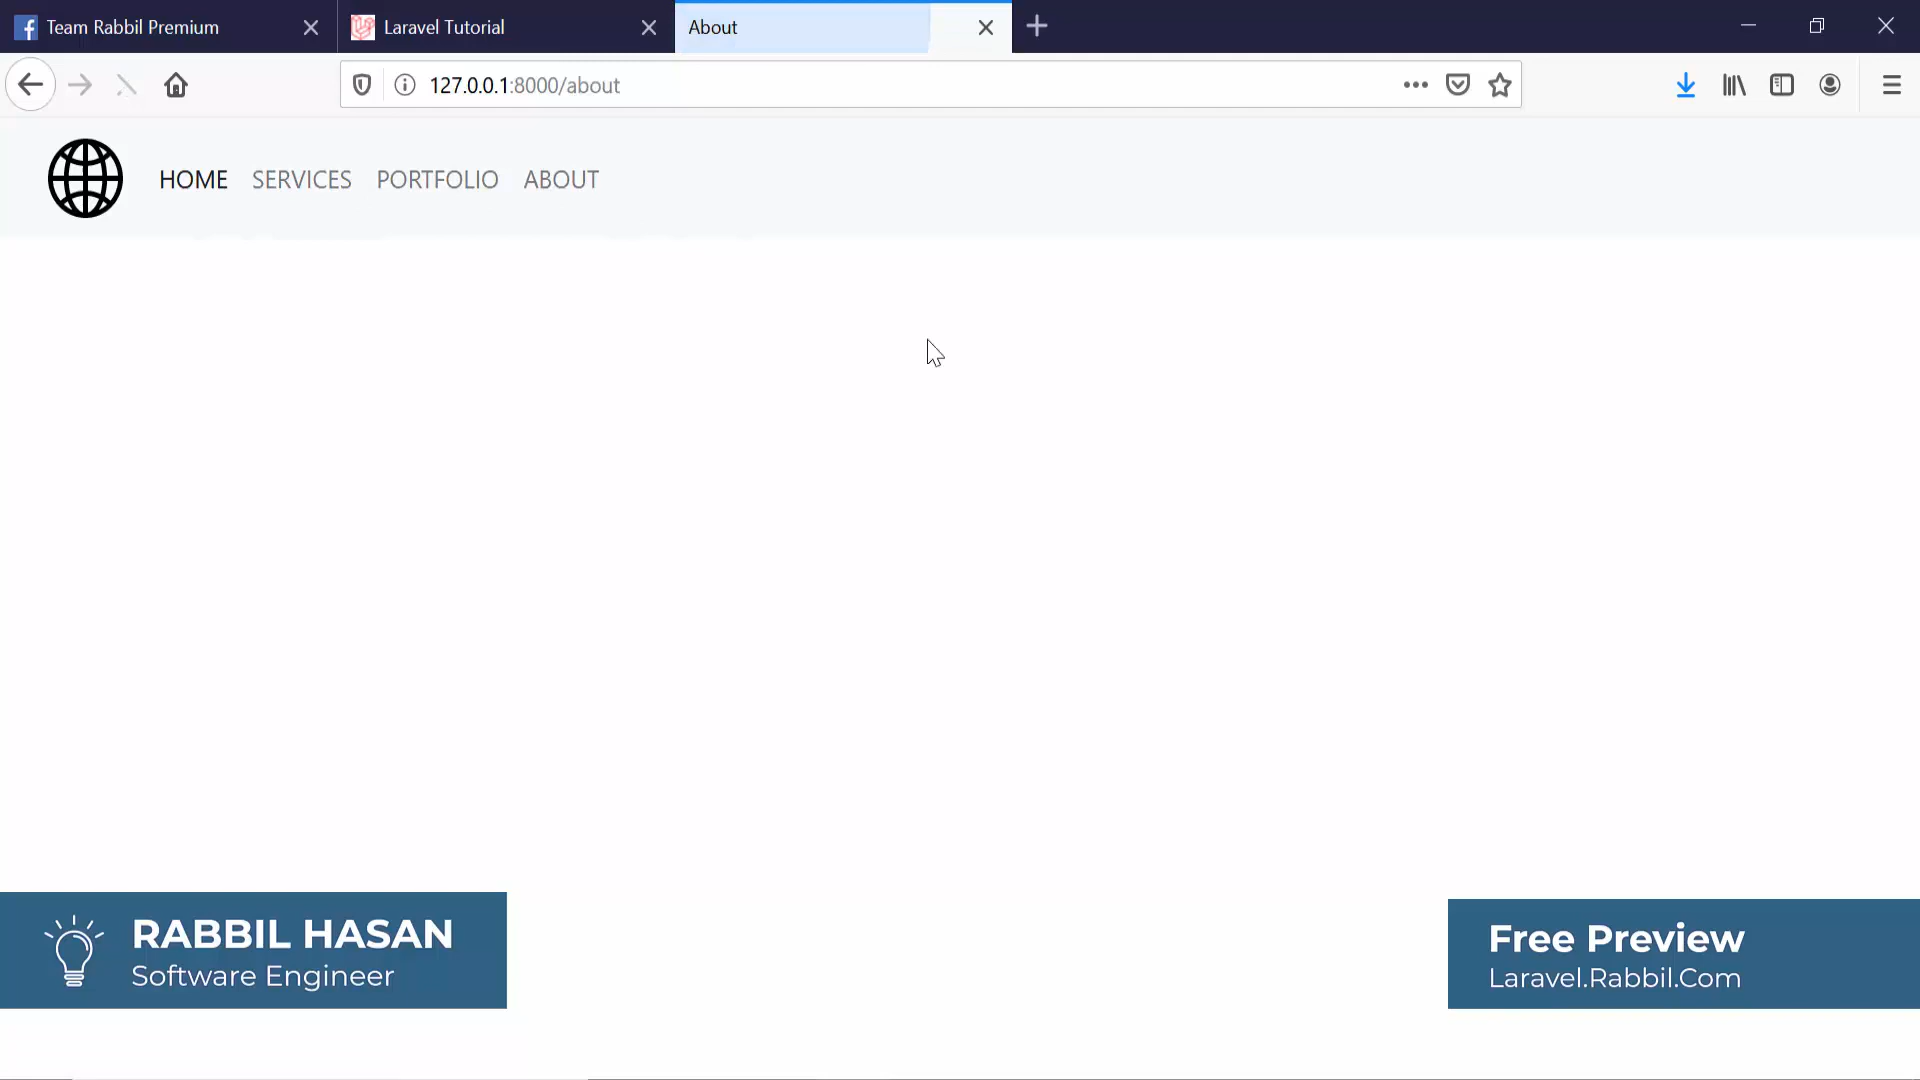 Team Rabbil Premium
Laravel Tutorial
About
127.0.0.1:8000/about
HOME SERVICES PORTFOLIO ABOUT
RABBIL HASAN
Software Engineer
Free Preview
Laravel.Rabbil.Com